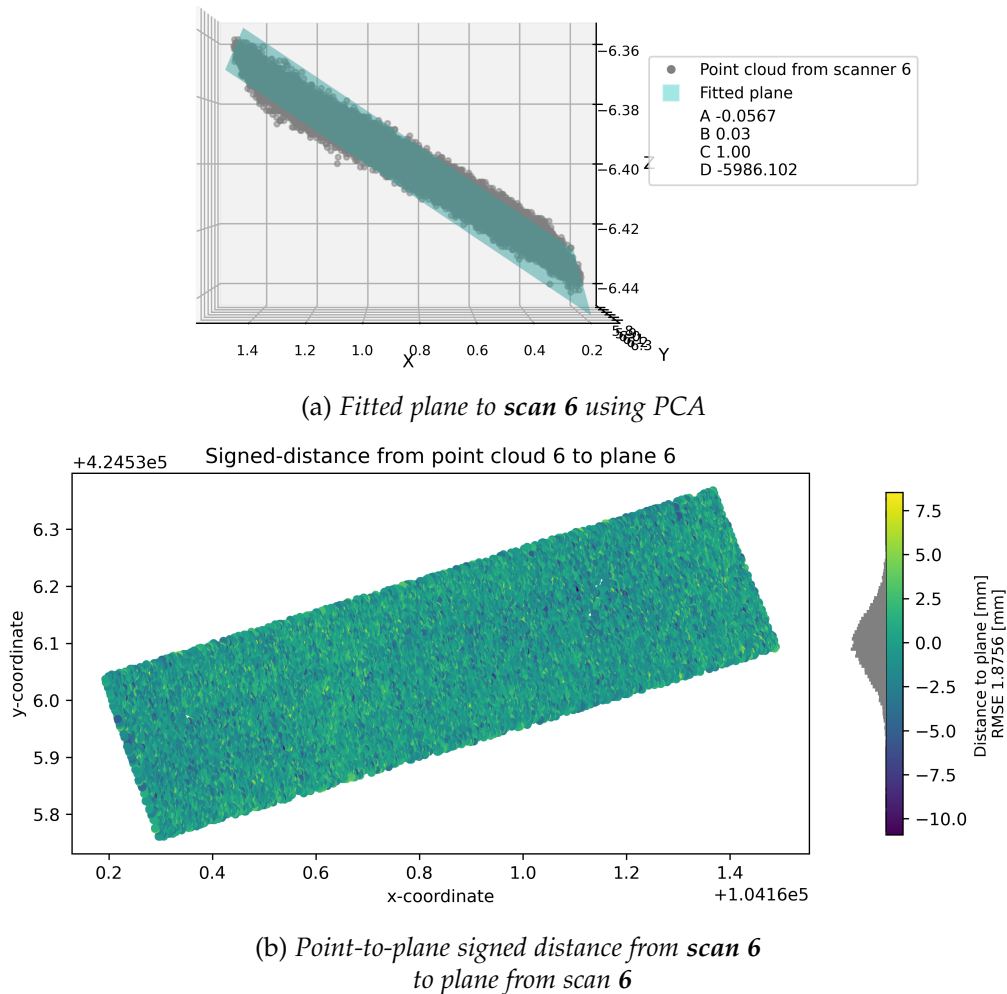 −6.36
−6.38
−6.40
−6.42
−6.44
Z
Point cloud from scanner 6
Fitted plane
A -0.0567
B 0.03
C 1.00
D -5986.102
1.4 1.2 1.0 0.8 0.6 0.4 0.2
X
Y
(a) Fitted plane to scan 6 using PCA
+4.2453e5
Signed-distance from point cloud 6 to plane 6
6.3
6.2
6.1
6.0
5.9
5.8
y-coordinate
0.2 0.4 0.6 0.8 1.0 1.2 1.4
x-coordinate
+1.0416e5
7.5
5.0
2.5
0.0
−2.5
−5.0
−7.5
−10.0
Distance to plane [mm]
RMSE 1.8756 [mm]
(b) Point-to-plane signed distance from scan 6
to plane from scan 6